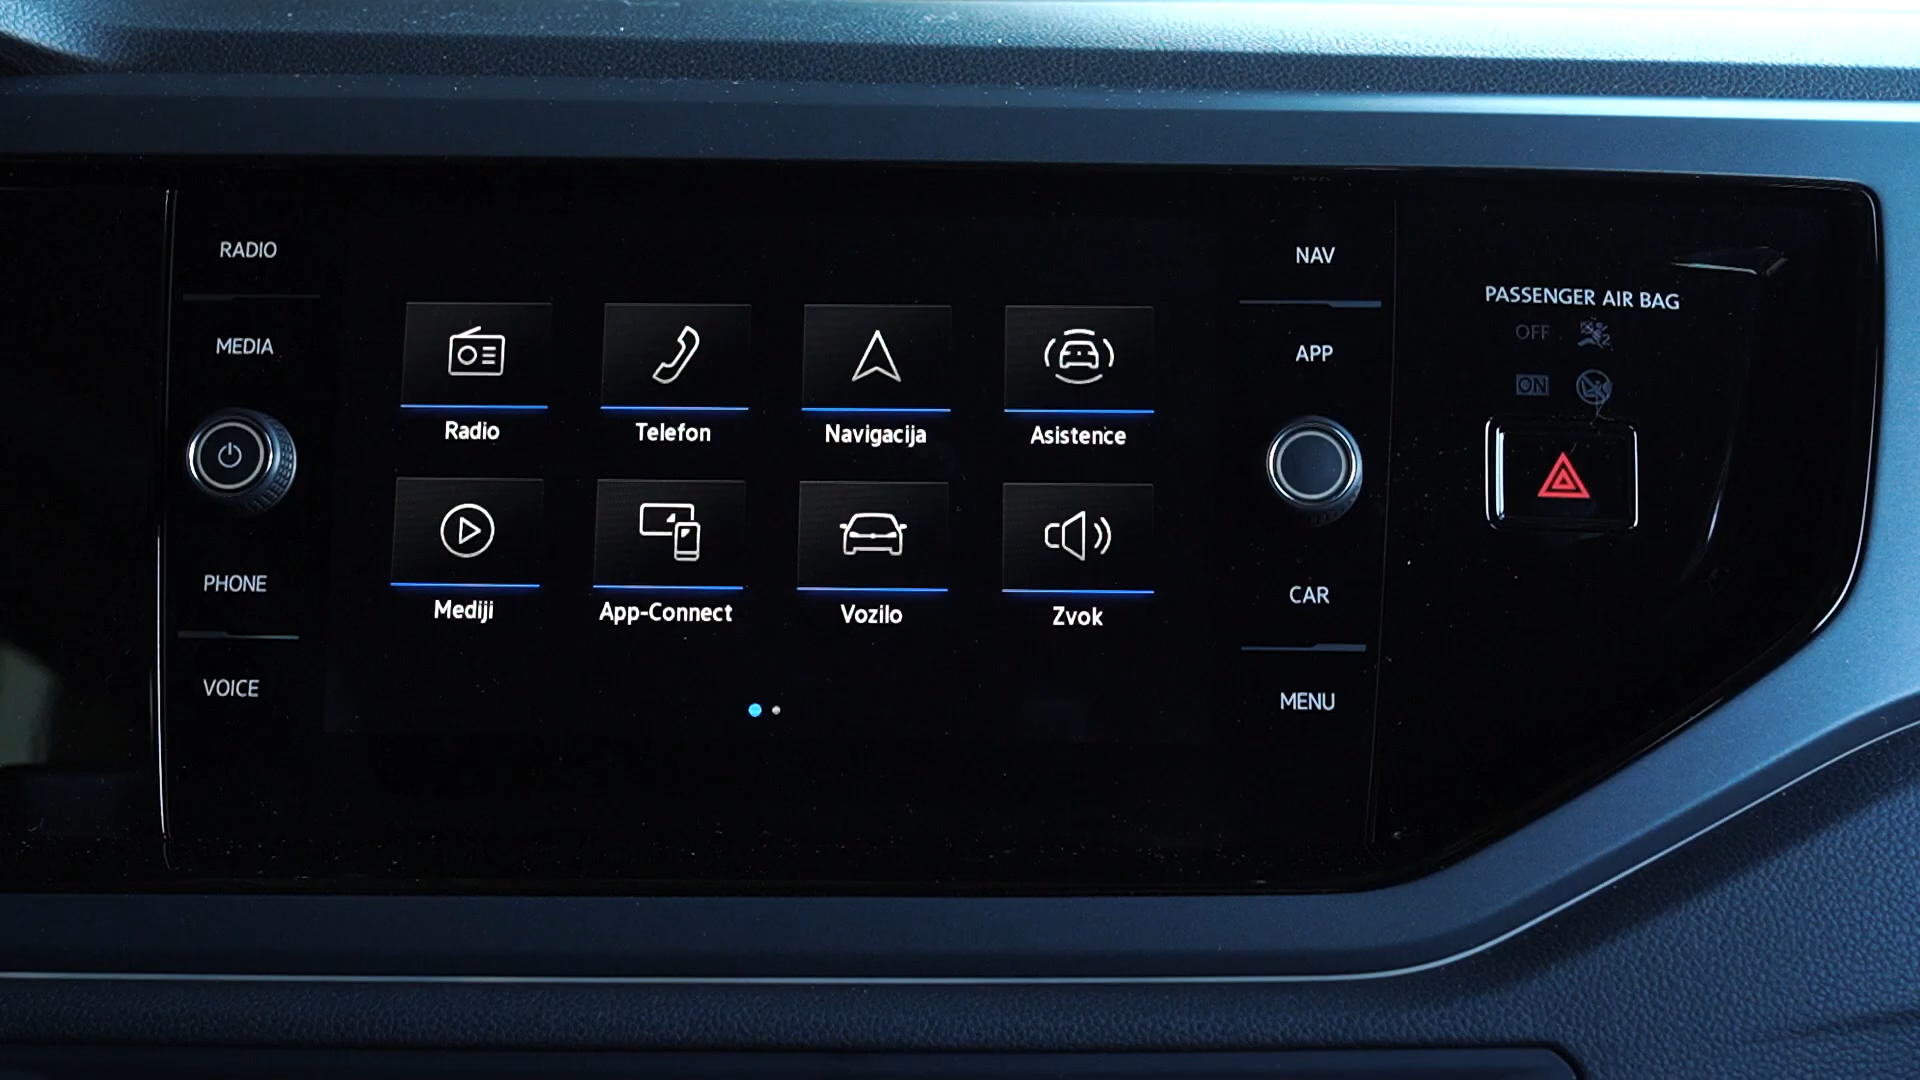 RADIO
MEDIA
PHONE
VOICE
Radio
Telefon
Navigacija
Asistence
Mediji
App-Connect
Vozilo
Zvok
NAV
APP
CAR
MENU
PASSENGER AIR BAG
OFF
ON